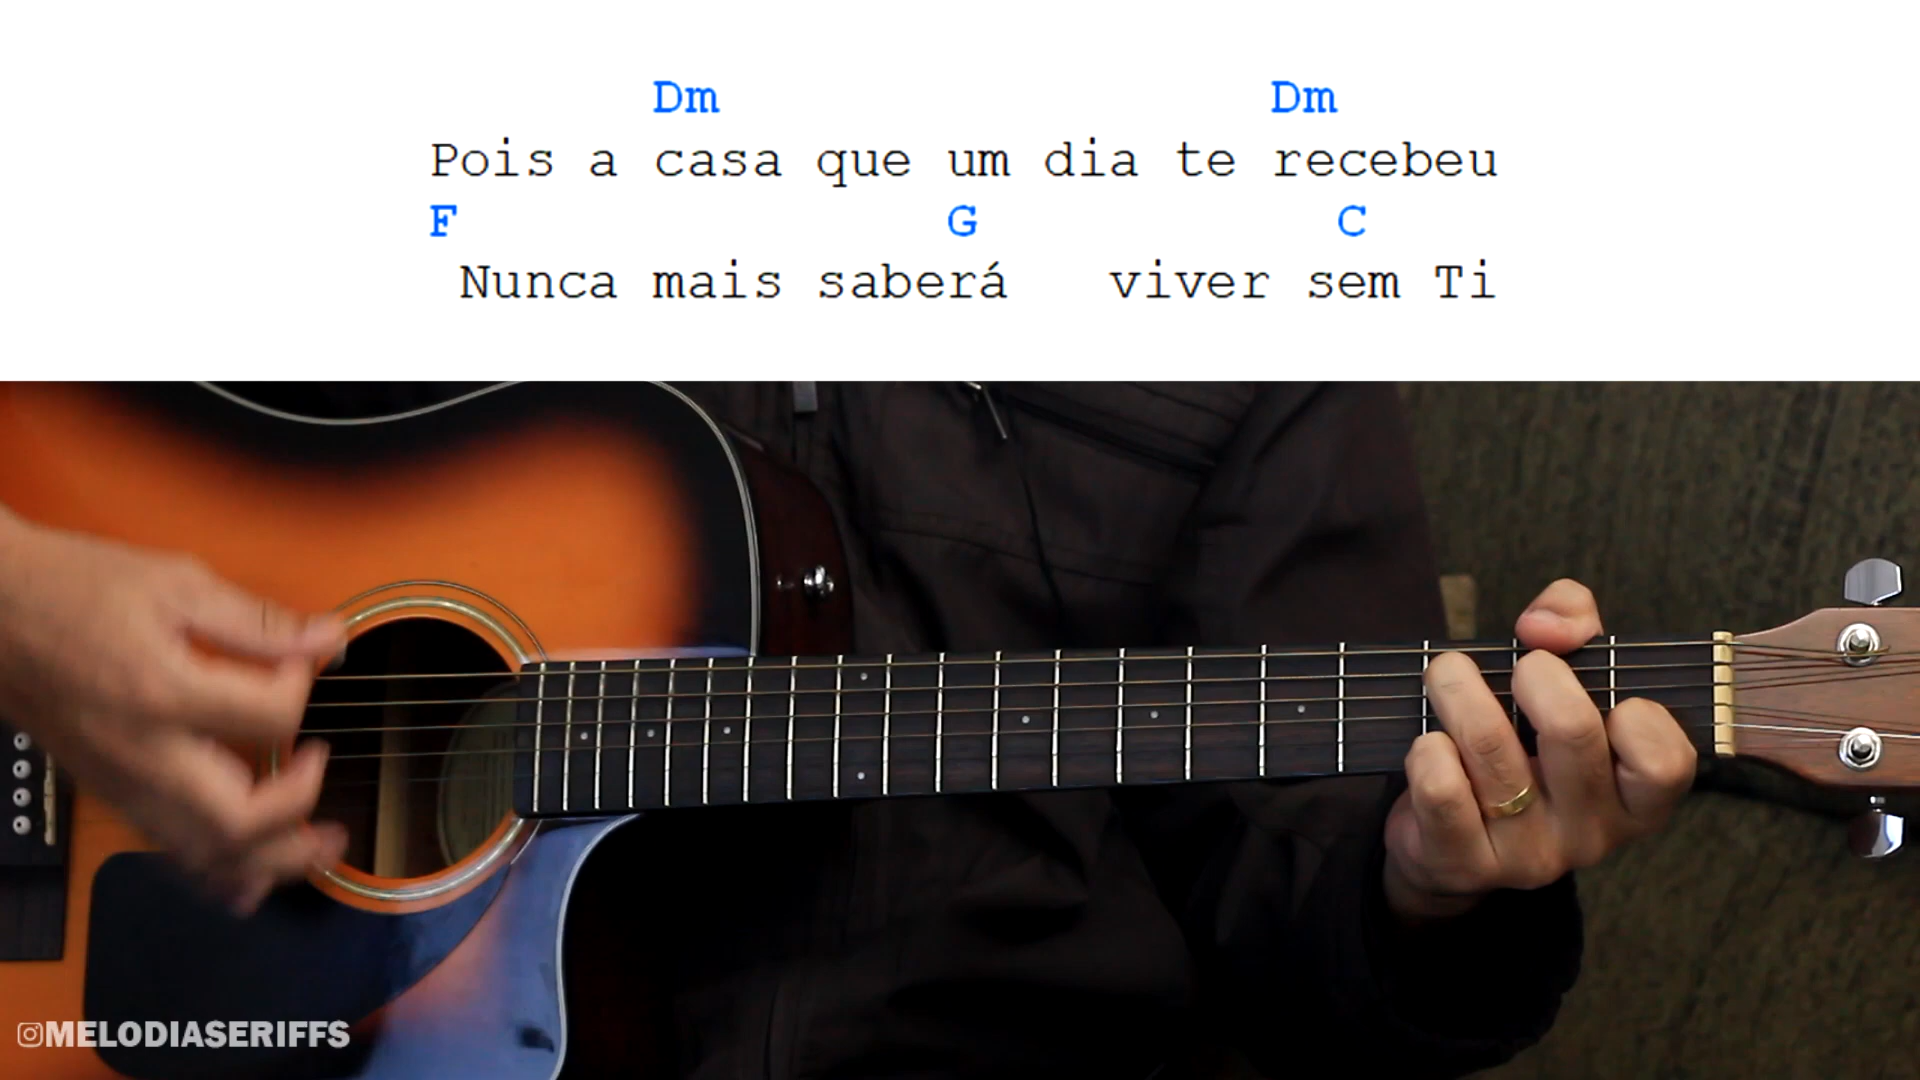 Dm Dm
Pois a casa que um dia te recebeu
F G C
Nunca mais saberá viver sem Ti
MELODIASERIFFS